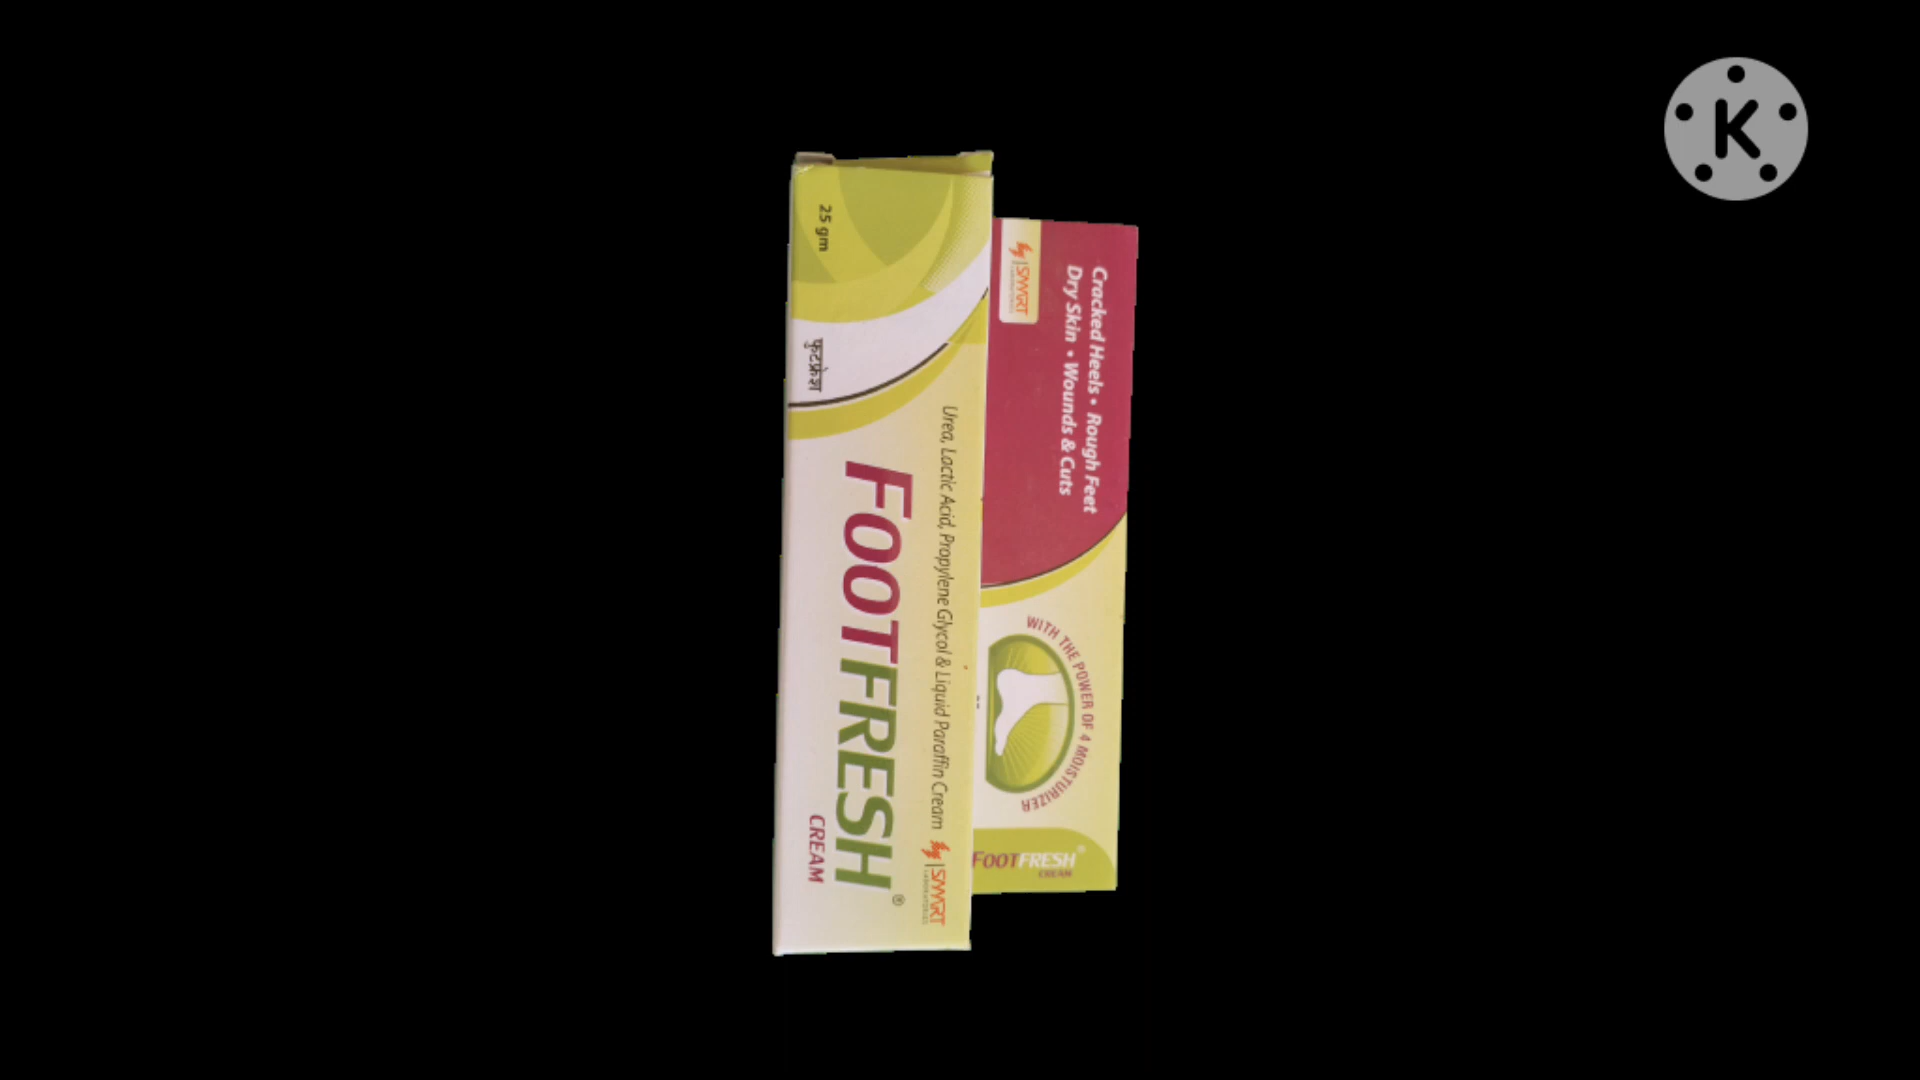 25 gm
फुटफ्रेश
Urea, Lactic Acid, Propylene Glycol & Liquid Paraffin Cream
FOOTFRESH®
CREAM
SMART
Cracked Heels • Rough Feet
Dry Skin • Wounds & Cuts
SMART
WITH THE POWER OF 4 MOISTURIZER
FOOTFRESH®
CREAM
K